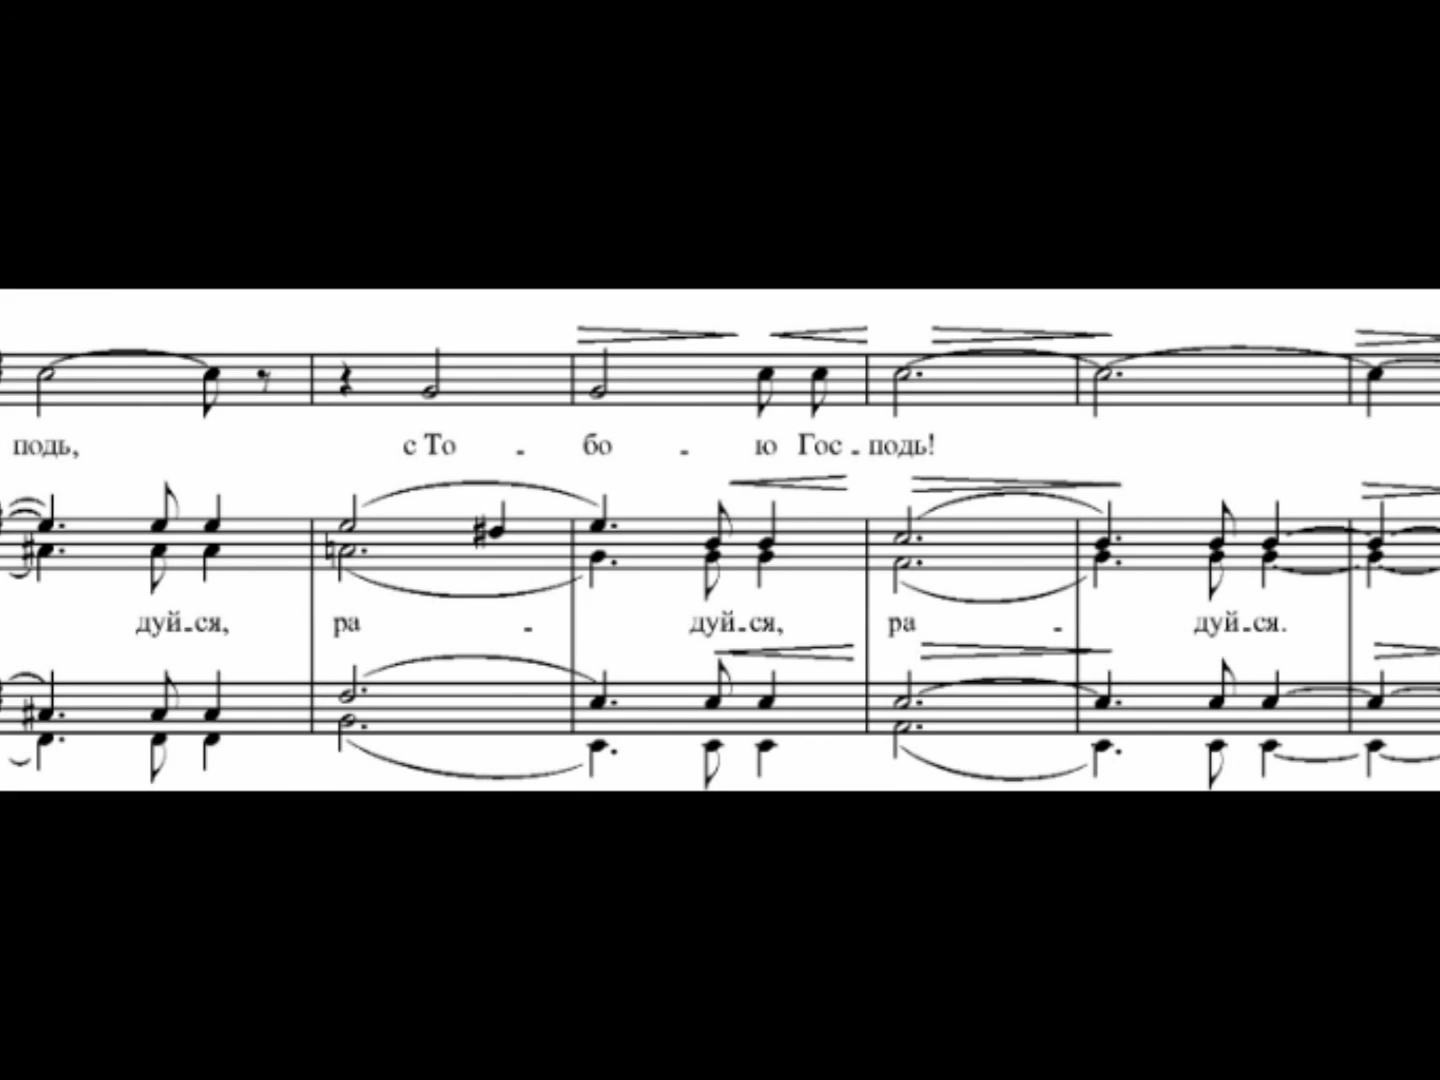 подь, с То - бо - ю Гос - подь!
дуй-ся, ра - дуй-ся, ра - дуй-ся.